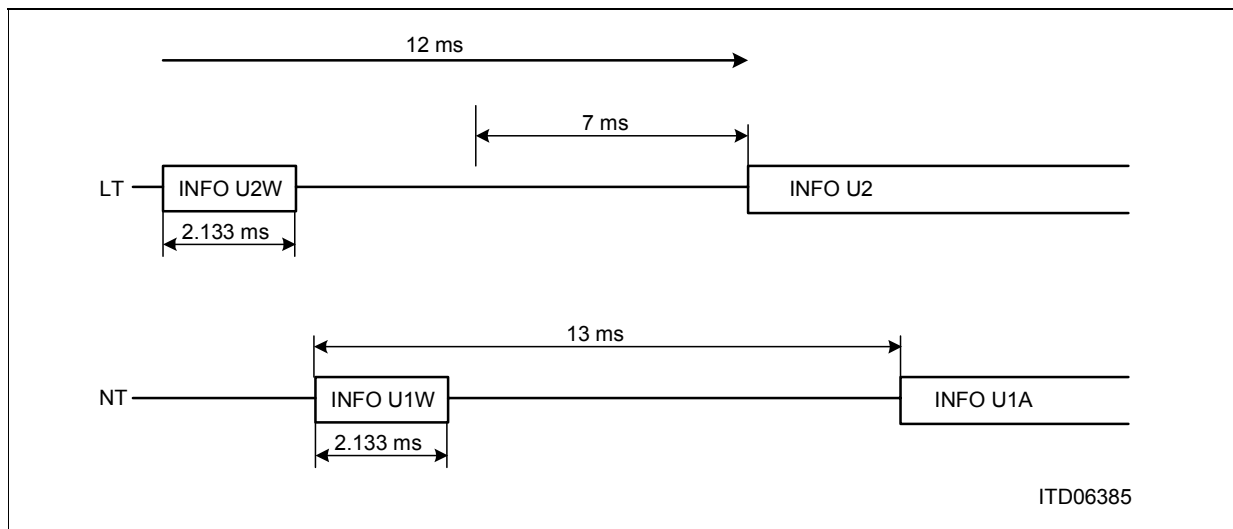 12 ms
7 ms
LT
INFO U2W
INFO U2
2.133 ms
13 ms
NT
INFO U1W
INFO U1A
2.133 ms
ITD06385